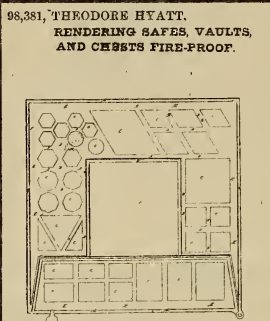 98,381, THEODORE HYATT.
RENDERING SAFES, VAULTS,
AND CHESTS FIRE-PROOF.